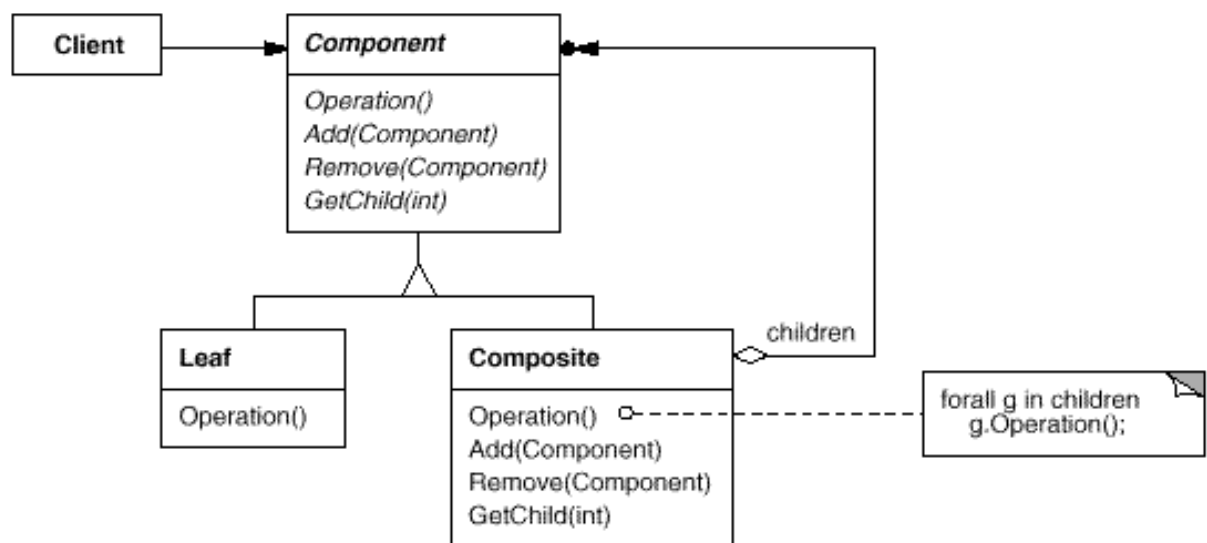 Client
Component
Operation()
Add(Component)
Remove(Component)
GetChild(int)
children
Leaf
Operation()
Composite
Operation()
Add(Component)
Remove(Component)
GetChild(int)
forall g in children
g.Operation();